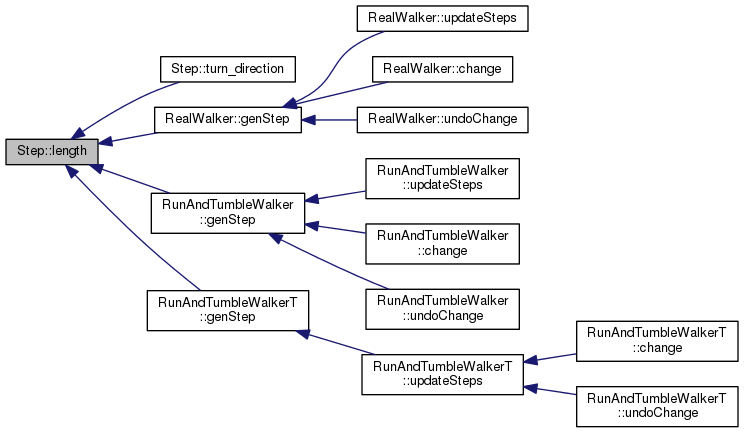 RealWalker::updateSteps
Step::turn_direction
RealWalker::change
RealWalker::genStep
RealWalker::undoChange
Step::length
RunAndTumbleWalker
::updateSteps
RunAndTumbleWalker
::genStep
RunAndTumbleWalker
::change
RunAndTumbleWalkerT
::genStep
RunAndTumbleWalker
::undoChange
RunAndTumbleWalkerT
::change
RunAndTumbleWalkerT
::updateSteps
RunAndTumbleWalkerT
::undoChange